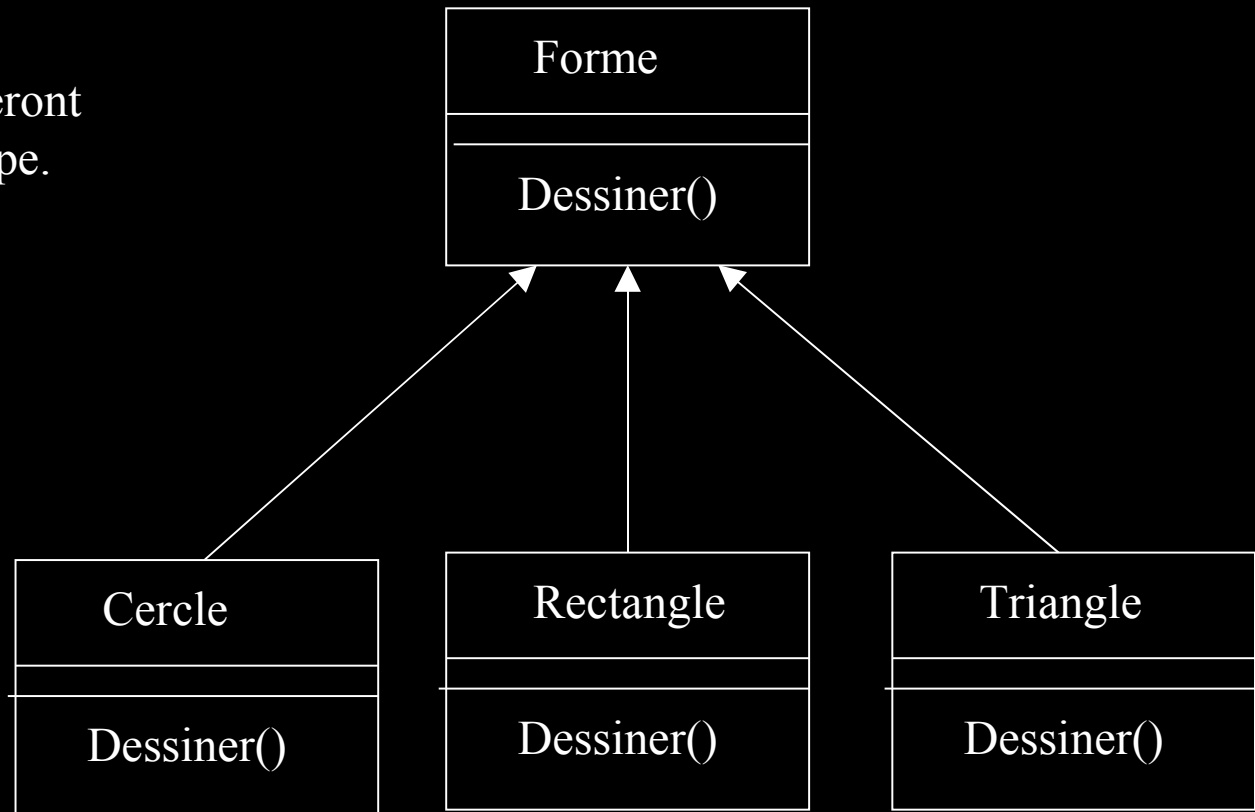 eront
pe.
Forme
Dessiner()
Cercle
Rectangle
Triangle
Dessiner()
Dessiner()
Dessiner()